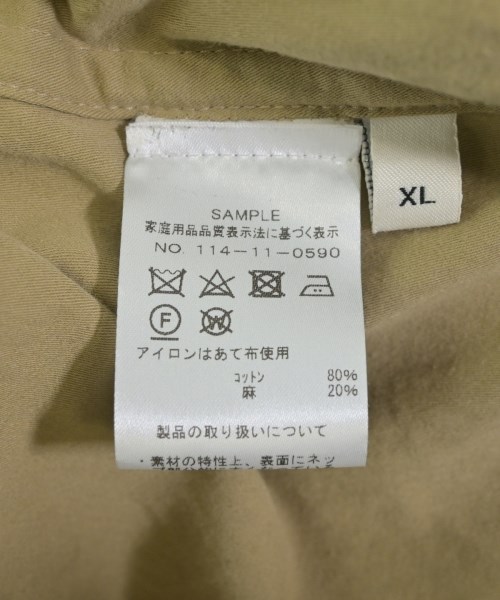 SAMPLE
家庭用品品質表示法に基づく表示
NO. 114-11-0590
F
W
アイロンはあて布使用
コットン 80%
麻 20%
製品の取り扱いについて
・素材の特性上、表面にネッ
XL